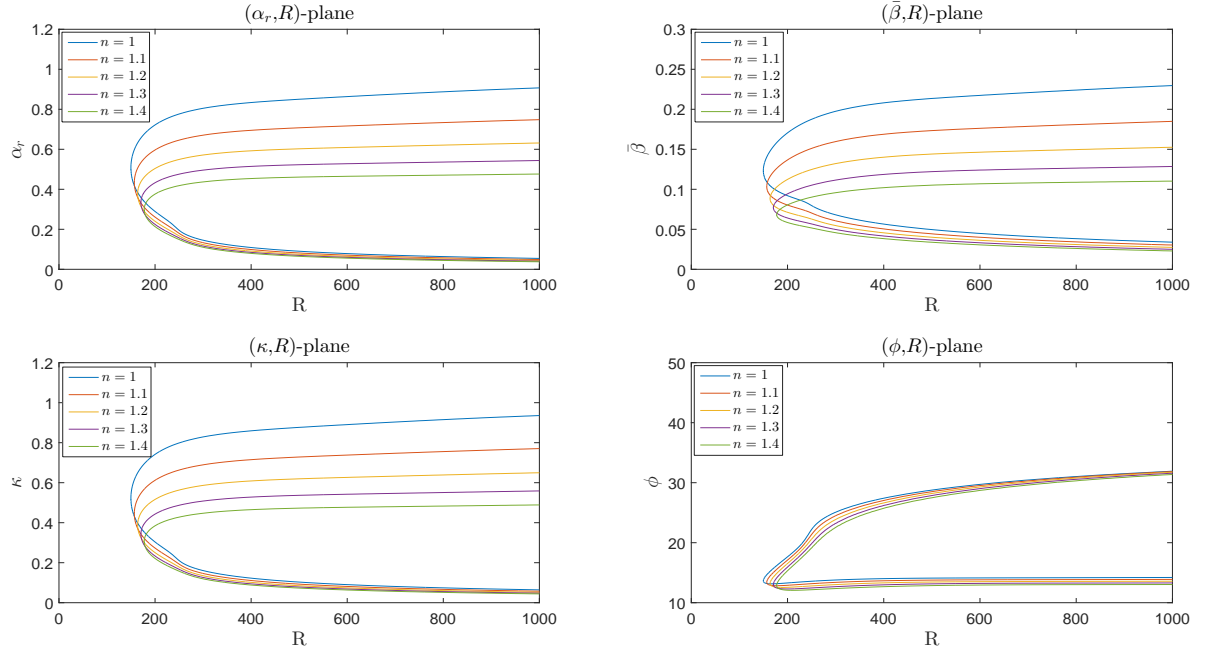 (α_r,R)-plane
1.2
1
0.8
0.6
0.4
0.2
0
α_r
n = 1
n = 1.1
n = 1.2
n = 1.3
n = 1.4
0 200 400 600 800 1000
R
(β̄,R)-plane
0.3
0.25
0.2
0.15
0.1
0.05
0
β̄
n = 1
n = 1.1
n = 1.2
n = 1.3
n = 1.4
0 200 400 600 800 1000
R
(κ,R)-plane
1.2
1
0.8
0.6
0.4
0.2
0
κ
n = 1
n = 1.1
n = 1.2
n = 1.3
n = 1.4
0 200 400 600 800 1000
R
(ϕ,R)-plane
50
40
30
20
10
ϕ
n = 1
n = 1.1
n = 1.2
n = 1.3
n = 1.4
0 200 400 600 800 1000
R